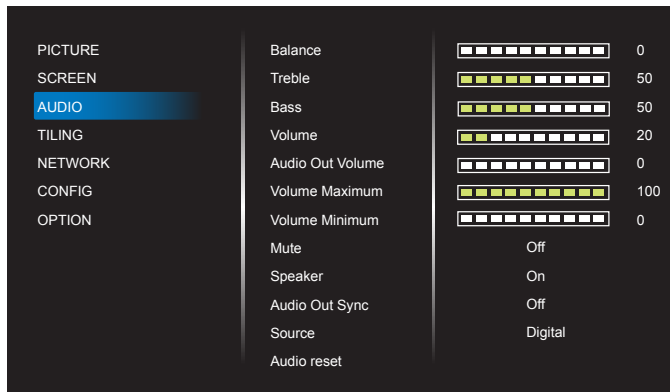 PICTURE Balance 0
SCREEN Treble 50
AUDIO Bass 50
TILING Volume 20
NETWORK Audio Out Volume 0
CONFIG Volume Maximum 100
OPTION Volume Minimum 0
Mute Off
Speaker On
Audio Out Sync Off
Source Digital
Audio reset